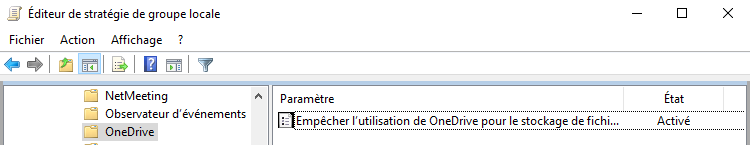 Éditeur de stratégie de groupe locale
Fichier Action Affichage ?
NetMeeting
Observateur d'événements
OneDrive
Paramètre État
Empêcher l'utilisation de OneDrive pour le stockage de fichi... Activé